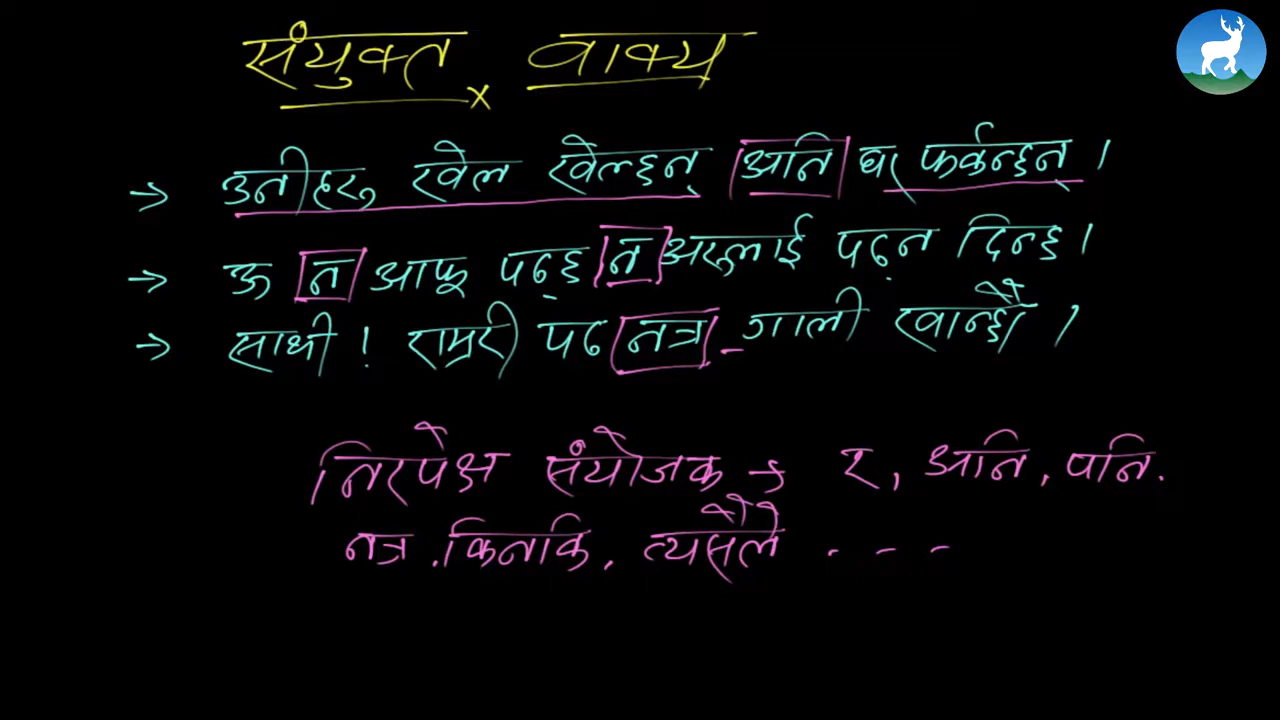 संयुक्त वाक्य
→ उनीहरू खेल खेल्छन् अनि घर फर्कन्छन् ।
→ ऊ न आफू पढ्छ न अरूलाई पढ्न दिन्छ ।
→ साथी ! राम्ररी पढ नत्र गाली खान्छौ ।
निरपेक्ष संयोजक → र, अनि, पनि.
नत्र . किनकि, त्यसैले . - -